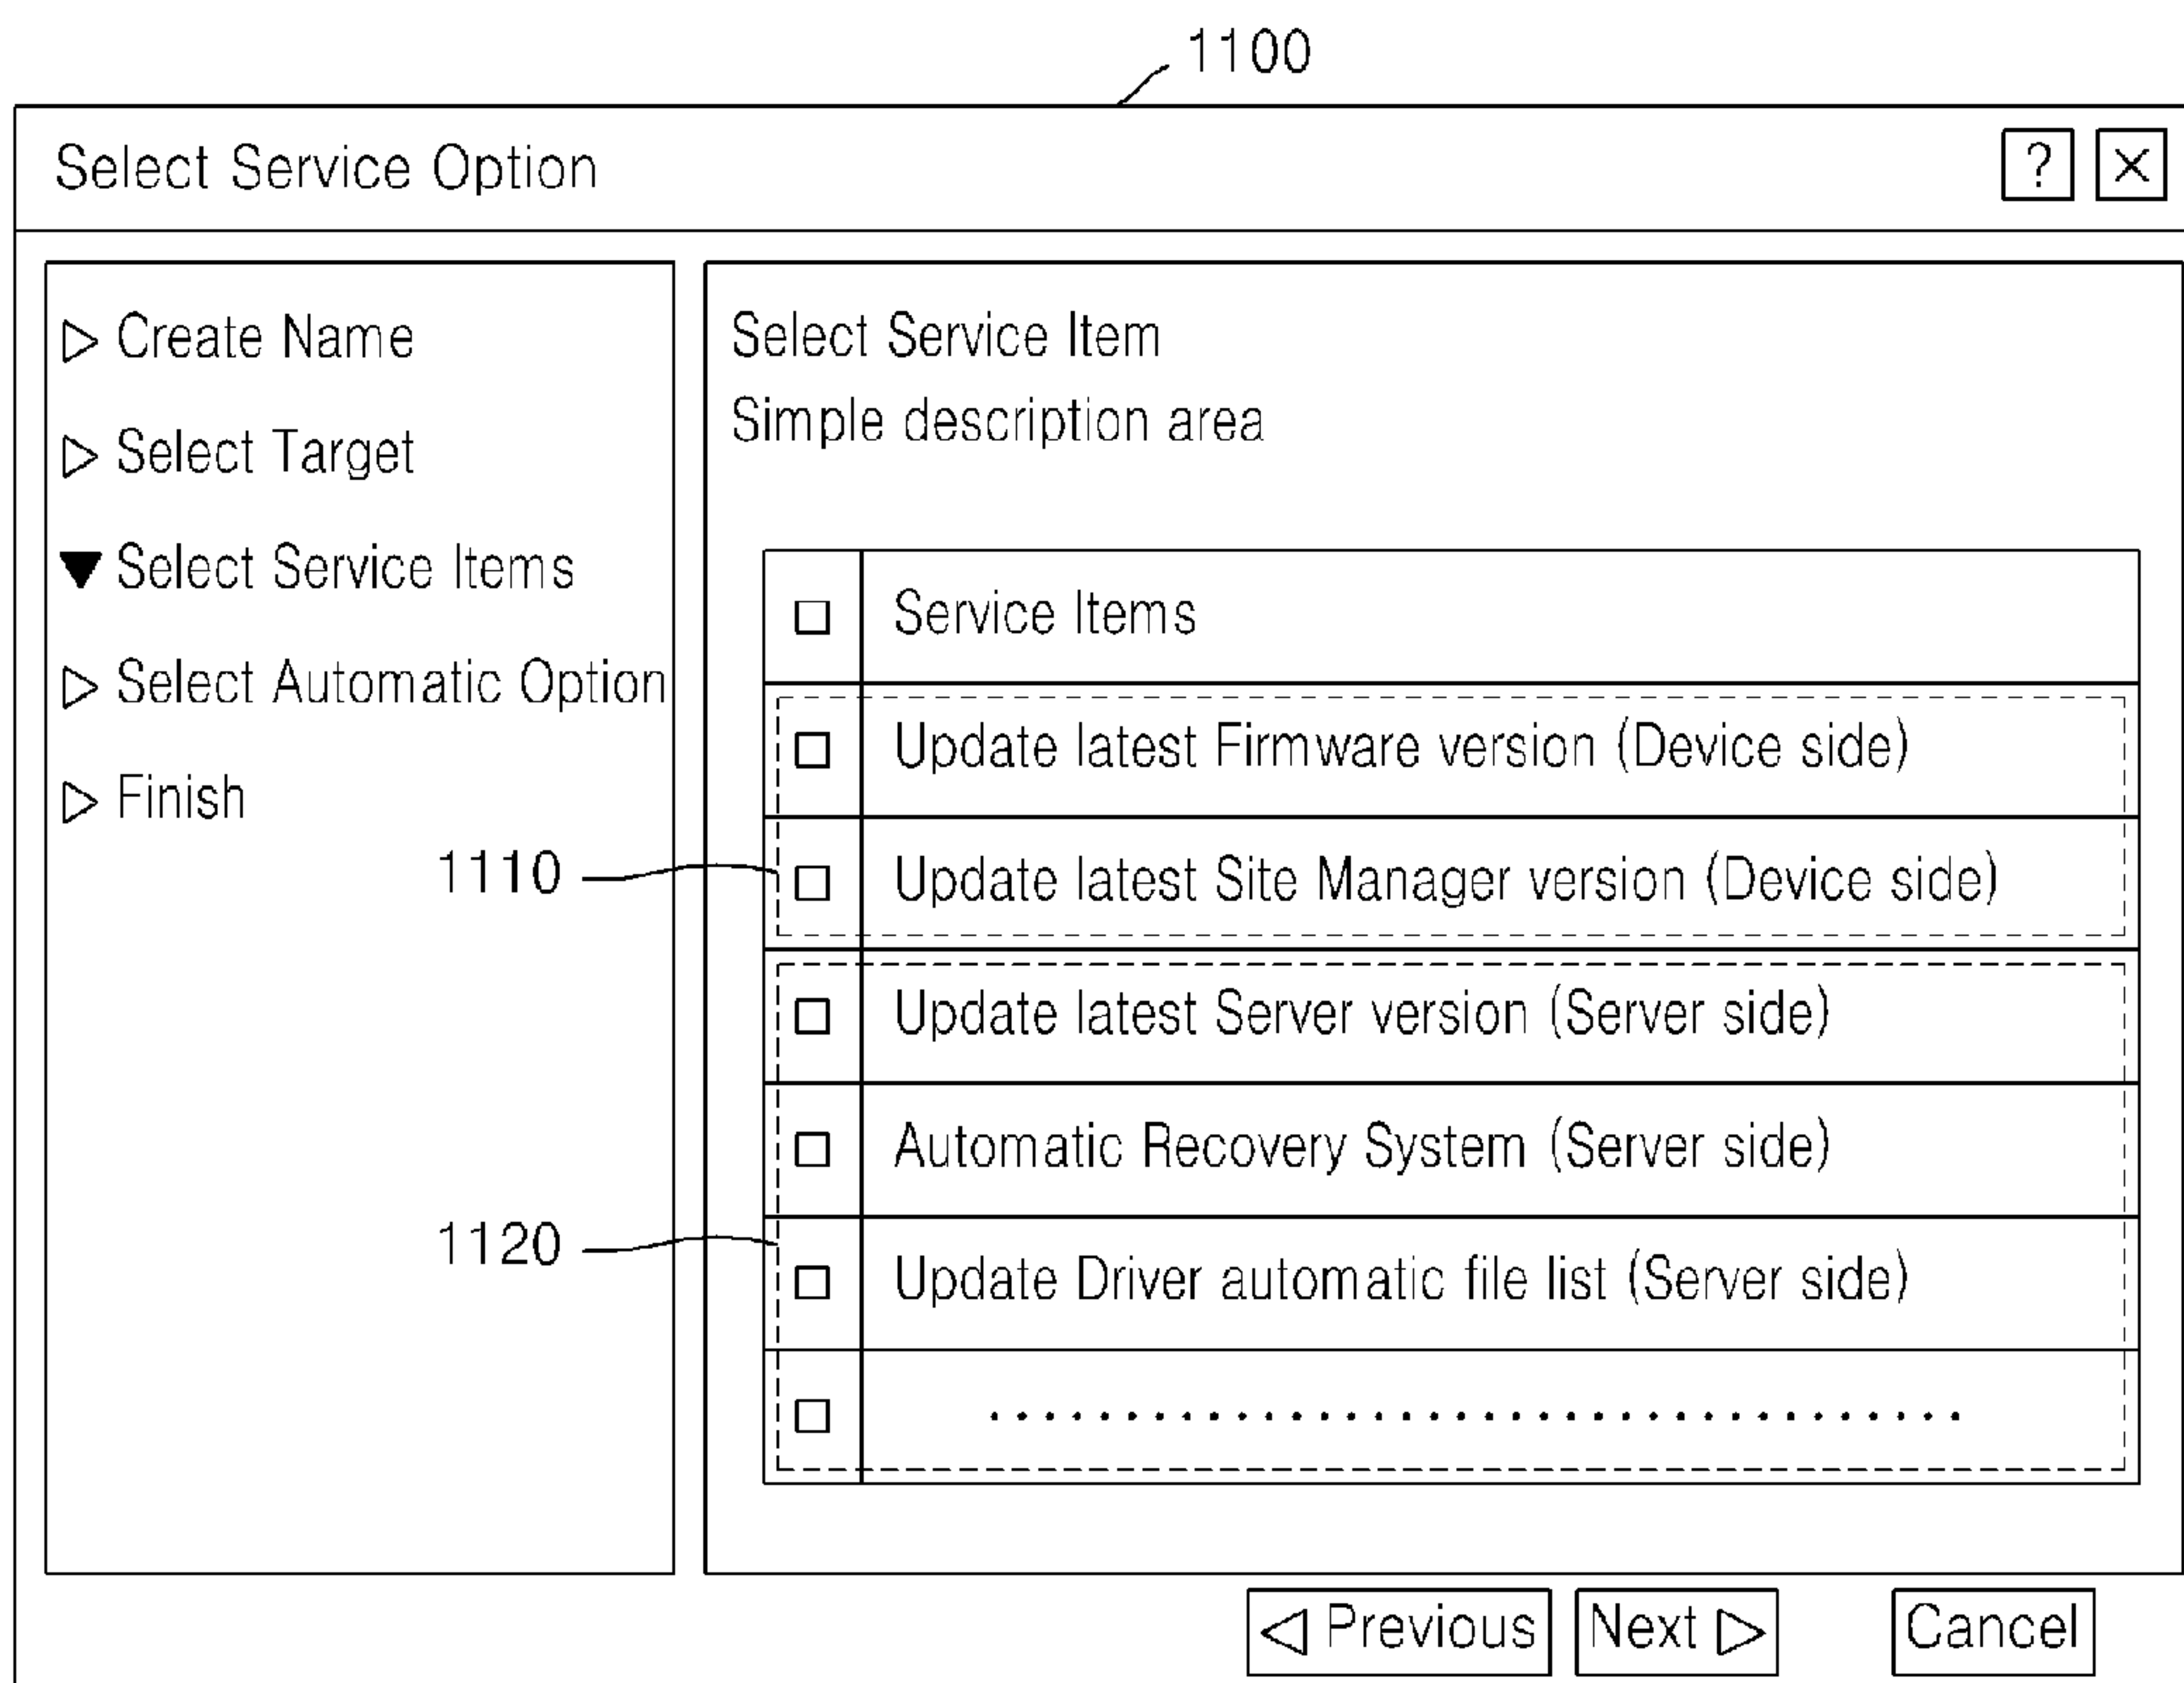 1100
Select Service Option
? X
Create Name
Select Target
Select Service Items
Select Automatic Option
Finish
1110
1120
Select Service Item
Simple description area
Service Items
Update latest Firmware version (Device side)
Update latest Site Manager version (Device side)
Update latest Server version (Server side)
Automatic Recovery System (Server side)
Update Driver automatic file list (Server side)
....................................
Previous Next Cancel